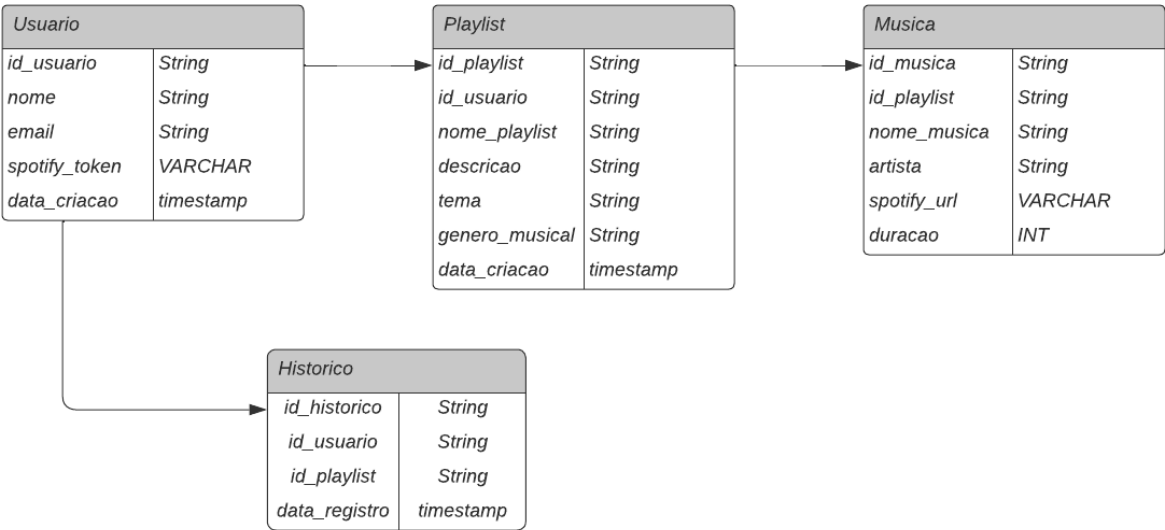 Usuario
id_usuario String
nome String
email String
spotify_token VARCHAR
data_criacao timestamp
Playlist
id_playlist String
id_usuario String
nome_playlist String
descricao String
tema String
genero_musical String
data_criacao timestamp
Musica
id_musica String
id_playlist String
nome_musica String
artista String
spotify_url VARCHAR
duracao INT
Historico
id_historico String
id_usuario String
id_playlist String
data_registro timestamp